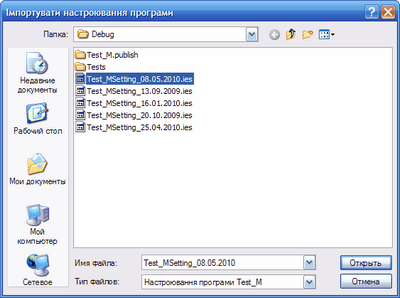 Імпортувати настроювання програми
Папка: Debug
Недавние документы
Рабочий стол
Мои документы
Мой компьютер
Сетевое
Test_M.publish
Tests
Test_MSetting_08.05.2010.ies
Test_MSetting_13.09.2009.ies
Test_MSetting_16.01.2010.ies
Test_MSetting_20.10.2009.ies
Test_MSetting_25.04.2010.ies
Имя файла: Test_MSetting_08.05.2010 Открыть
Тип файлов: Настроювання програми Test_M Отмена